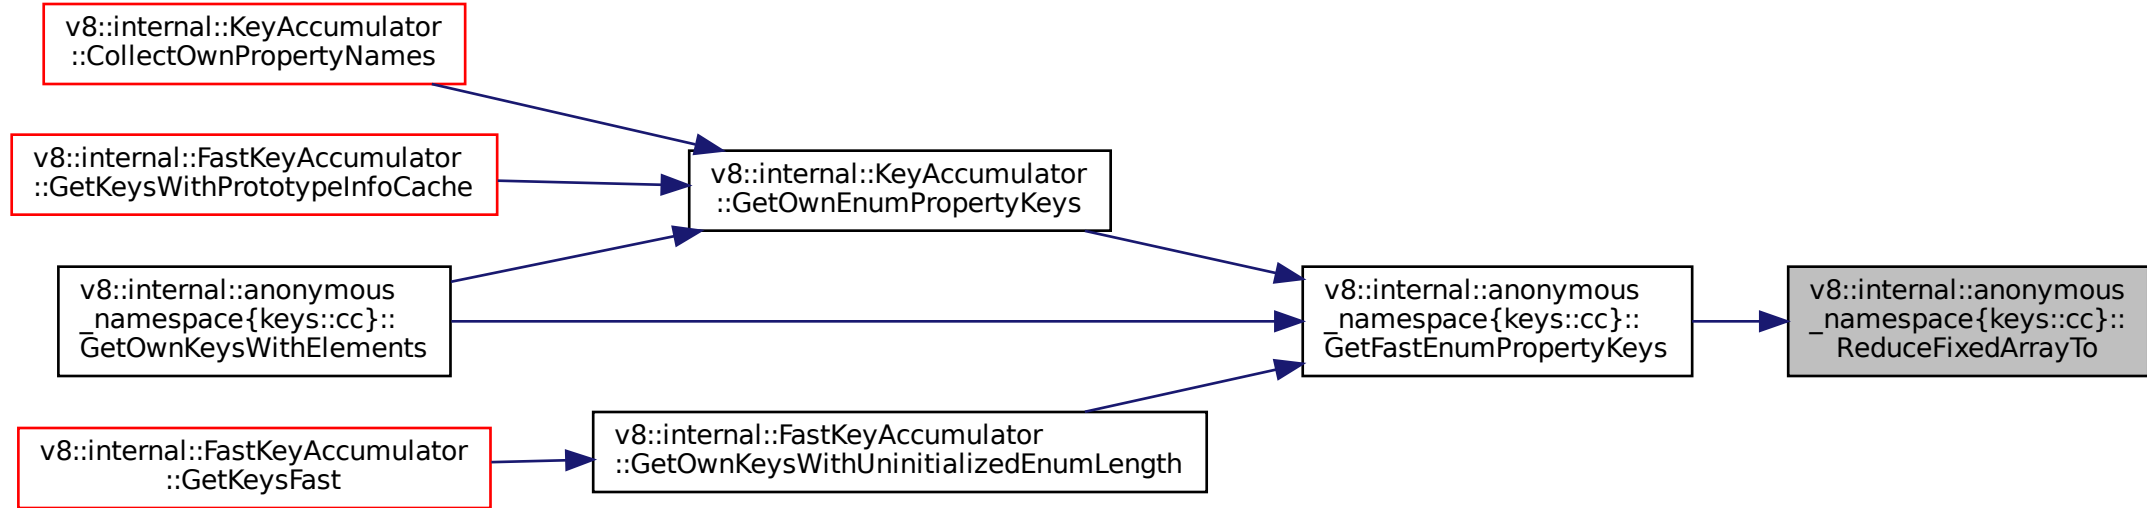 v8::internal::KeyAccumulator
::CollectOwnPropertyNames
v8::internal::FastKeyAccumulator
::GetKeysWithPrototypeInfoCache
v8::internal::anonymous
_namespace{keys::cc}::
GetOwnKeysWithElements
v8::internal::FastKeyAccumulator
::GetKeysFast
v8::internal::KeyAccumulator
::GetOwnEnumPropertyKeys
v8::internal::FastKeyAccumulator
::GetOwnKeysWithUninitializedEnumLength
v8::internal::anonymous
_namespace{keys::cc}::
GetFastEnumPropertyKeys
v8::internal::anonymous
_namespace{keys::cc}::
ReduceFixedArrayTo